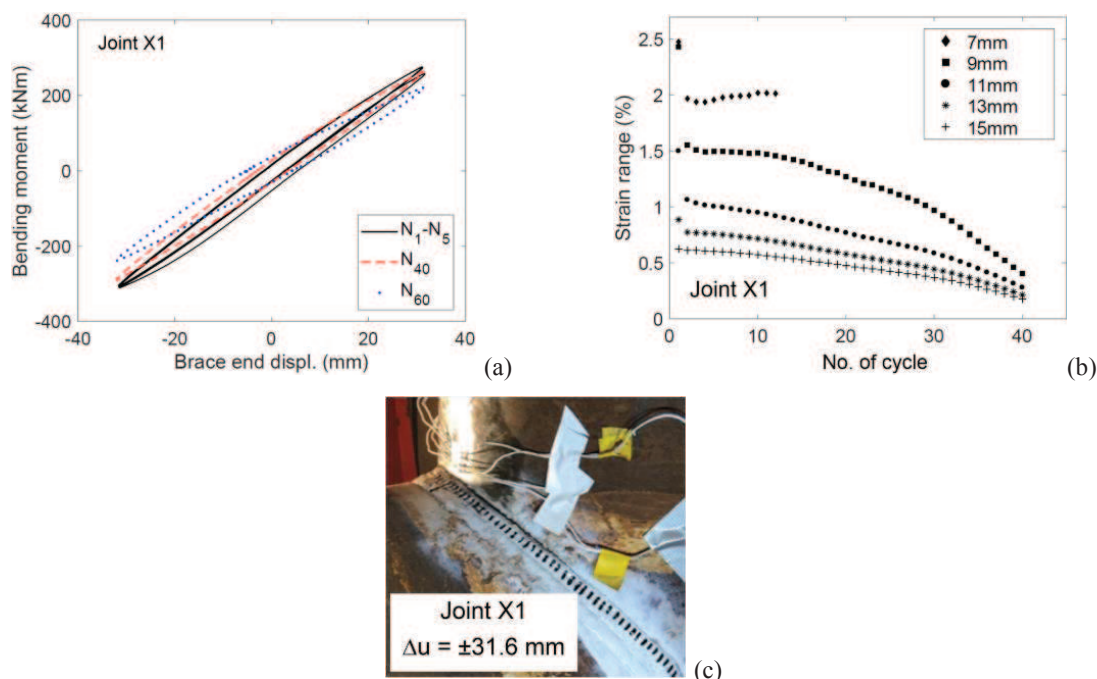 400
200
0
-200
-400
-40
-20
0
20
40
Joint X1
Bending moment (kNm)
N1-N5
N40
N60
Brace end displ. (mm)
(a)
2.5
2
1.5
1
0.5
0
0
10
20
30
40
7mm
9mm
11mm
13mm
15mm
Strain range (%)
Joint X1
No. of cycle
(b)
Joint X1
Δu = ±31.6 mm
(c)